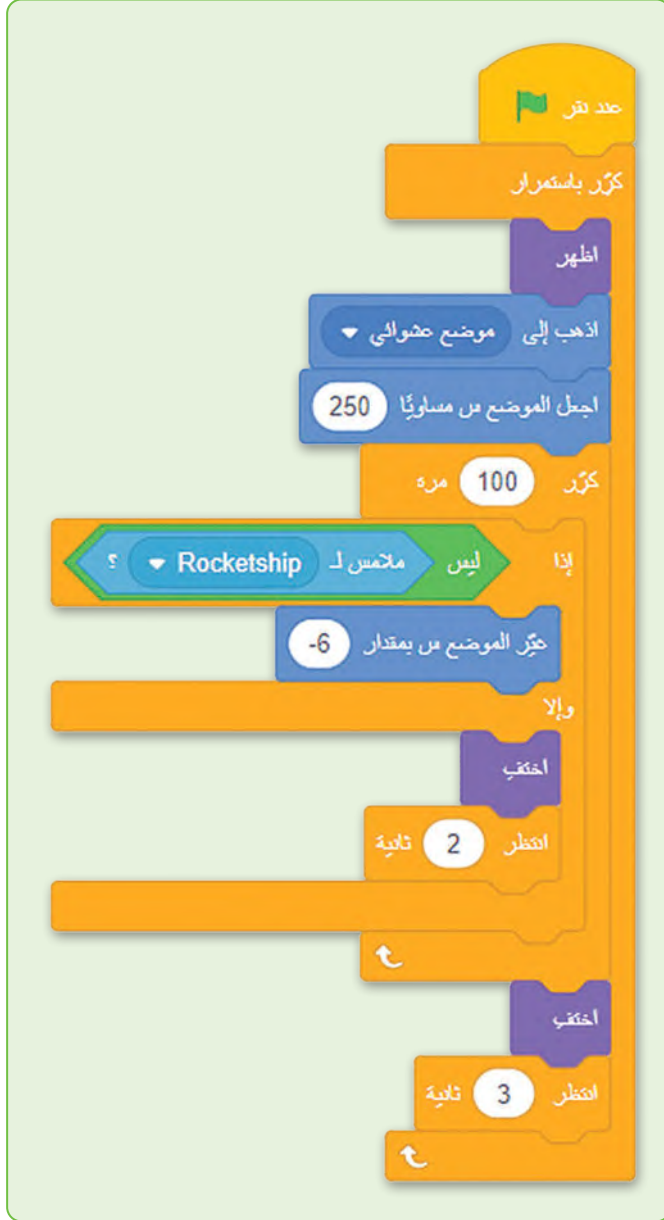 عند نقر
كرّر باستمرار
اظهر
اذهب إلى موضع عشوائي
اجعل الموضع س مساويًا 250
كرّر 100 مرة
إذا ليس ملامس لـ Rocketship ؟
غيّر الموضع س بمقدار -6
وإلا
اختفِ
انتظر 2 ثانية
اختفِ
انتظر 3 ثانية